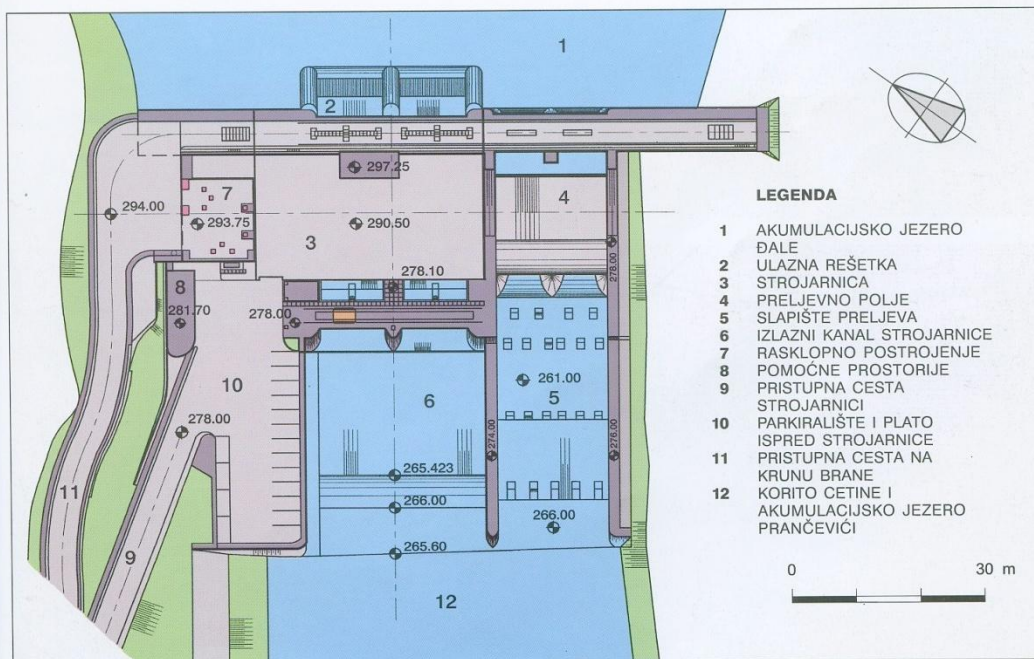 1
2
297.25
7
4
294.00
293.75
290.50
3
278.00
278.10
8
281.70
278.00
10
6
261.00
5
278.00
274.00
276.00
265.423
11
266.00
266.00
9
265.60
12
LEGENDA
1 AKUMULACIJSKO JEZERO
ĐALE
2 ULAZNA REŠETKA
3 STROJARNICA
4 PRELJEVNO POLJE
5 SLAPIŠTE PRELJEVA
6 IZLAZNI KANAL STROJARNICE
7 RASKLOPNO POSTROJENJE
8 POMOĆNE PROSTORIJE
9 PRISTUPNA CESTA
STROJARNICI
10 PARKIRALIŠTE I PLATO
ISPRED STROJARNICE
11 PRISTUPNA CESTA NA
KRUNU BRANE
12 KORITO CETINE I
AKUMULACIJSKO JEZERO
PRANČEVIĆI
0 30 m